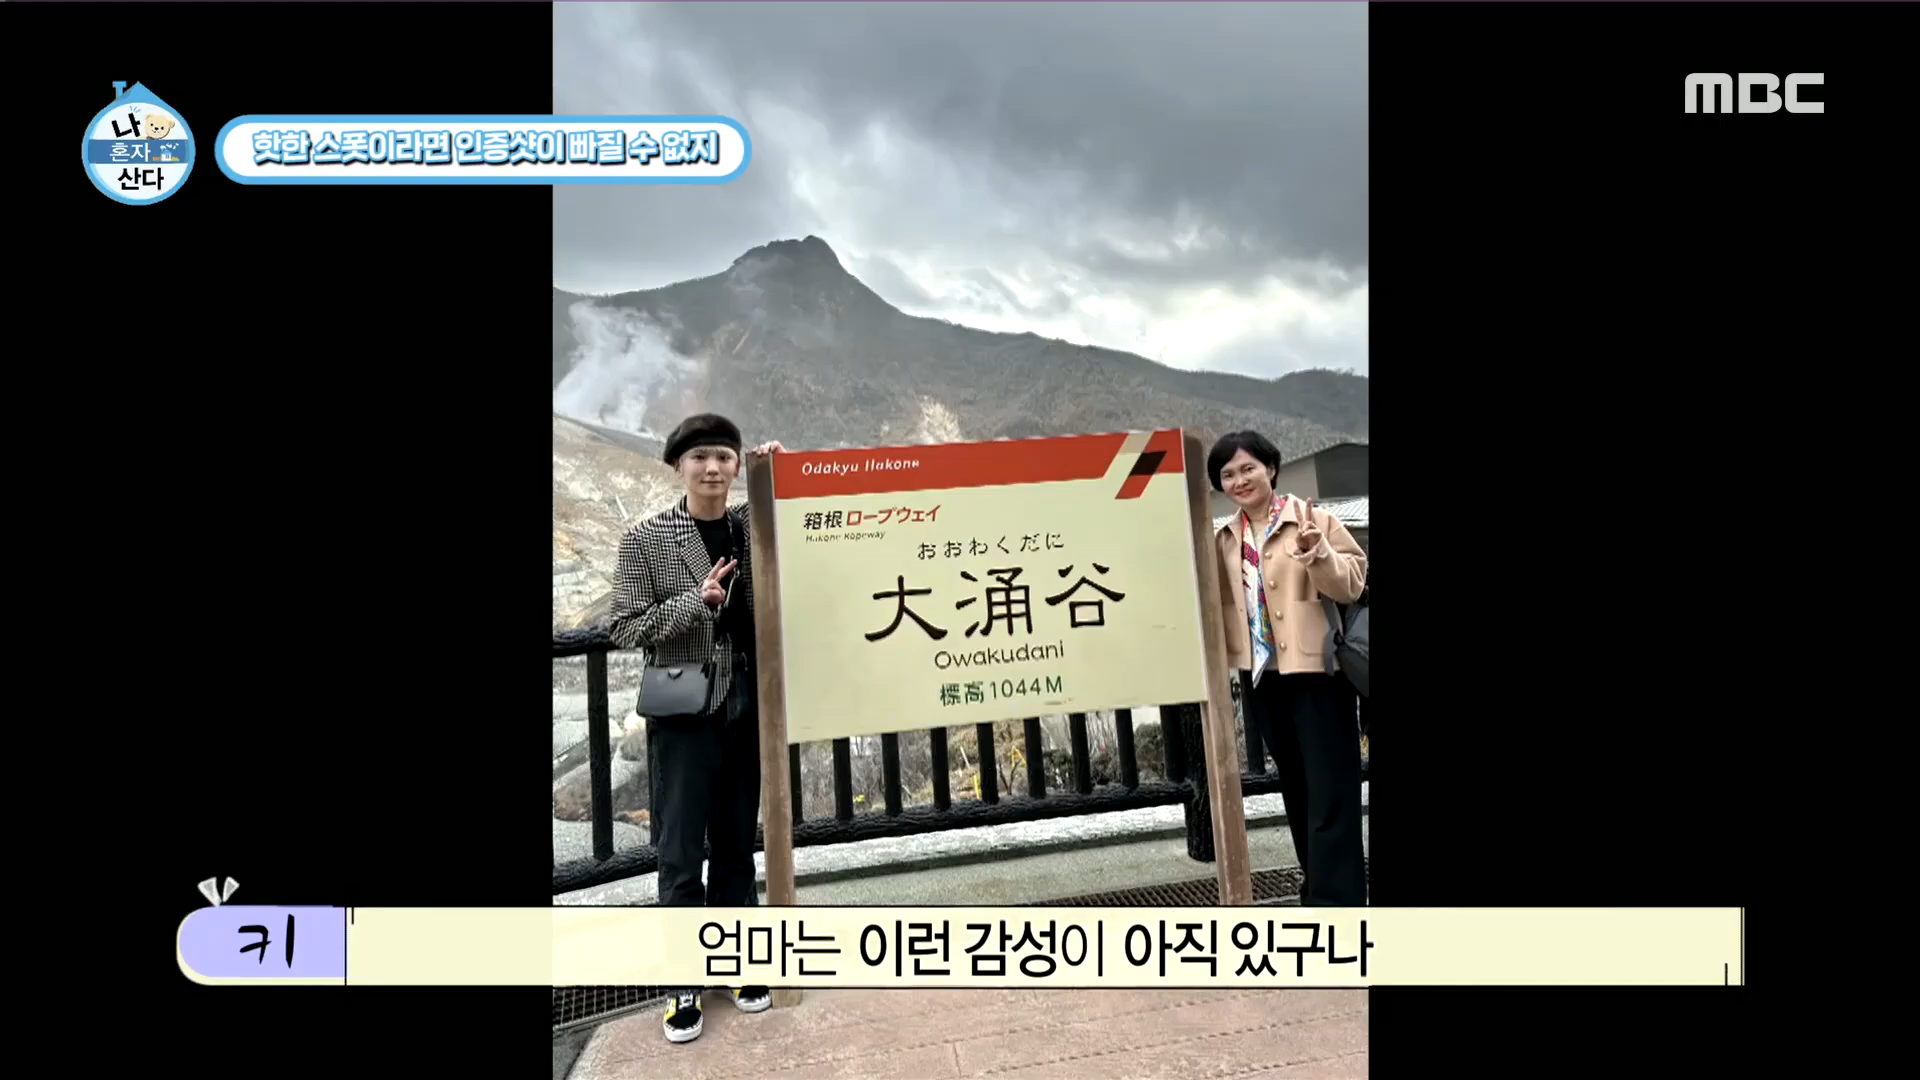 나
혼자
산다
핫한 스폿이라면 인증샷이 빠질 수 없지
MBC
Odakyu Hakone
箱根ロープウェイ
Hakone Ropeway
おおわくだに
大涌谷
Owakudani
標高1044M
키
엄마는 이런 감성이 아직 있구나